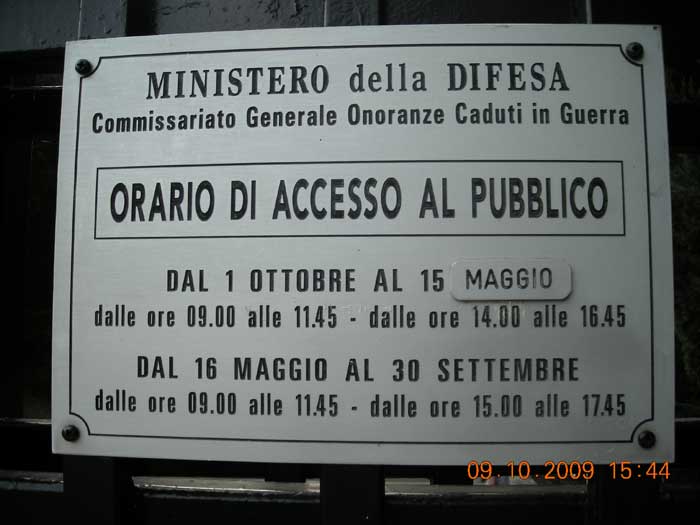 MINISTERO della DIFESA
Commissariato Generale Onoranze Caduti in Guerra
ORARIO DI ACCESSO AL PUBBLICO
DAL 1 OTTOBRE AL 15 MAGGIO
dalle ore 09.00 alle 11.45 - dalle ore 14.00 alle 16.45
DAL 16 MAGGIO AL 30 SETTEMBRE
dalle ore 09.00 alle 11.45 - dalle ore 15.00 alle 17.45
09.10.2009 15:44